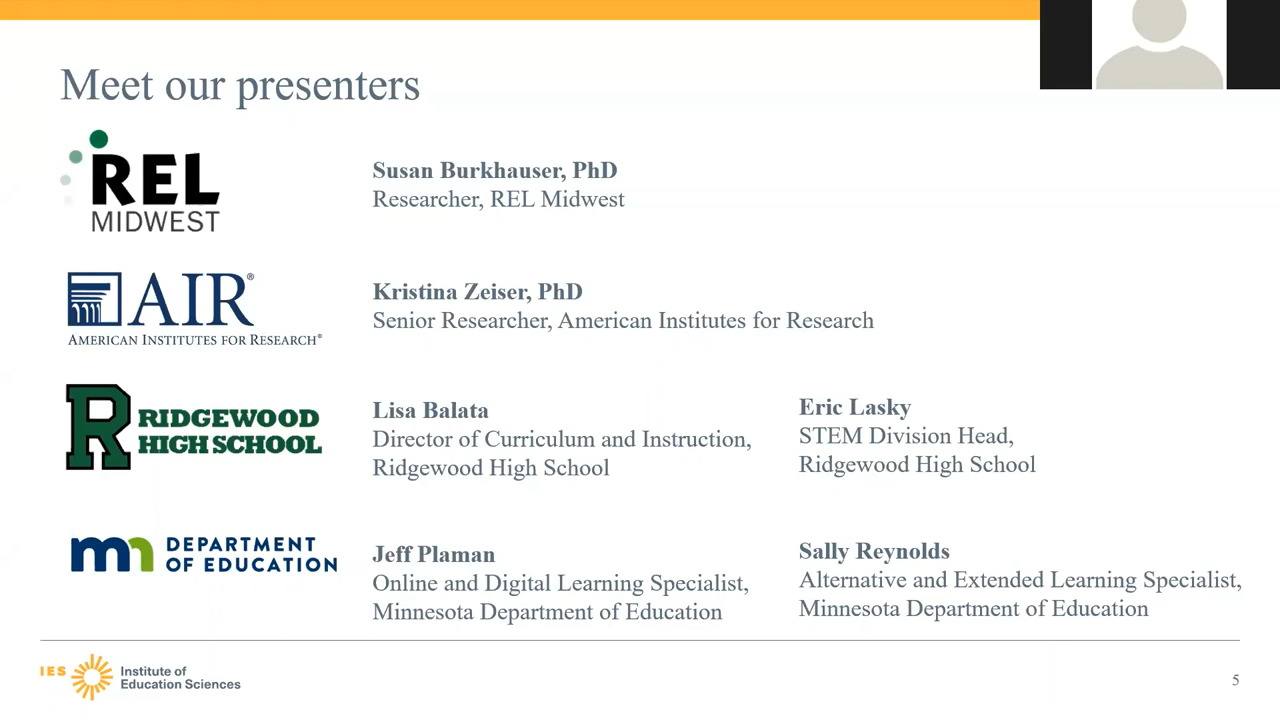 Meet our presenters
REL
MIDWEST
Susan Burkhauser, PhD
Researcher, REL Midwest
AIR®
AMERICAN INSTITUTES FOR RESEARCH®
Kristina Zeiser, PhD
Senior Researcher, American Institutes for Research
R
RIDGEWOOD
HIGH SCHOOL
Lisa Balata
Director of Curriculum and Instruction,
Ridgewood High School
Eric Lasky
STEM Division Head,
Ridgewood High School
mn
DEPARTMENT
OF EDUCATION
Jeff Plaman
Online and Digital Learning Specialist,
Minnesota Department of Education
Sally Reynolds
Alternative and Extended Learning Specialist,
Minnesota Department of Education
IES
Institute of
Education Sciences
5